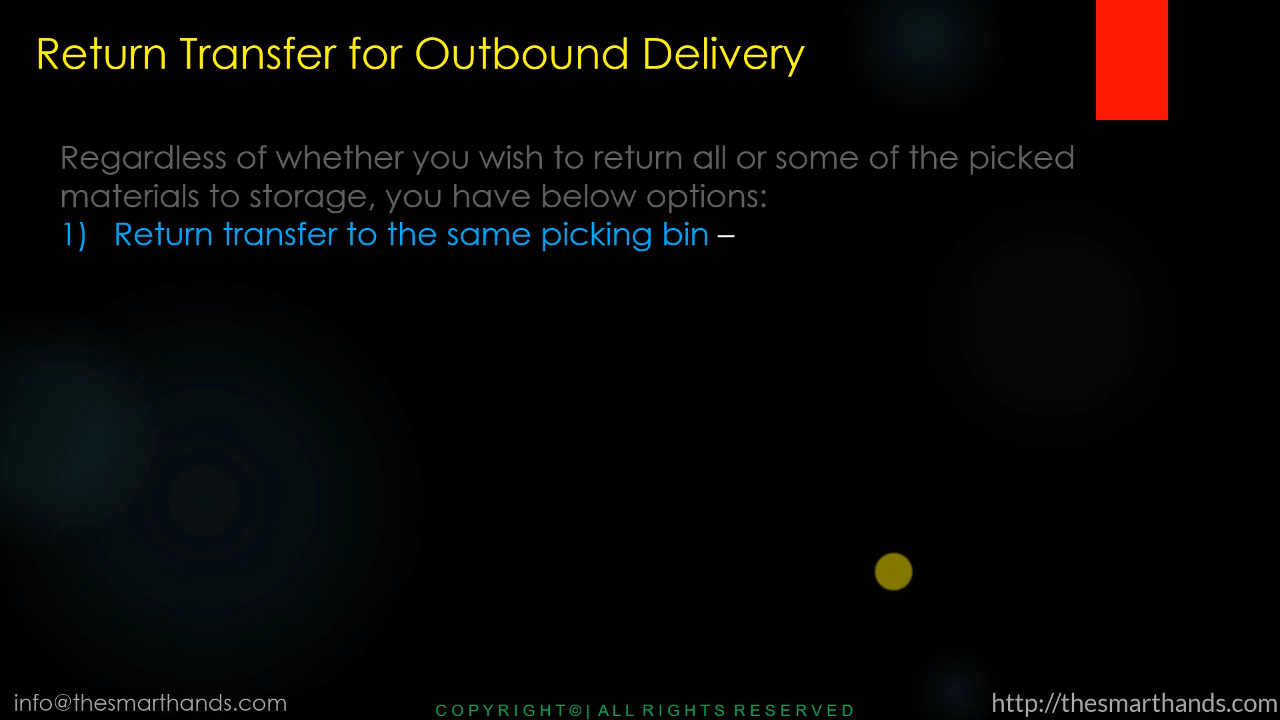 Return Transfer for Outbound Delivery
Regardless of whether you wish to return all or some of the picked
materials to storage, you have below options:
1) Return transfer to the same picking bin –
info@thesmarthands.com
COPYRIGHT©| ALL RIGHTS RESERVED
http://thesmarthands.com